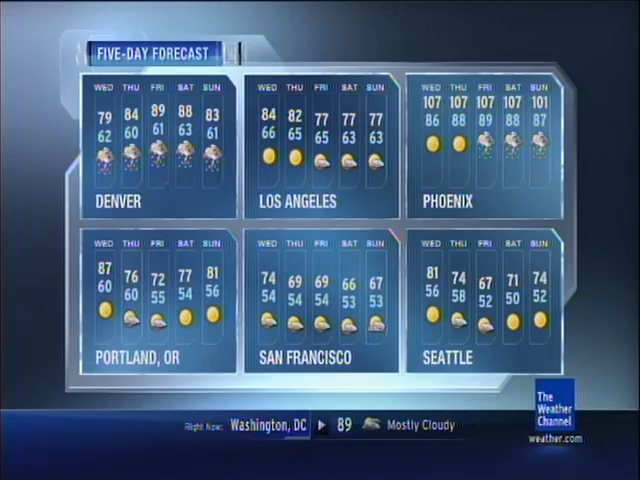 FIVE-DAY FORECAST
WED THU FRI SAT SUN
79 84 89 88 83
62 60 61 63 61
DENVER
WED THU FRI SAT SUN
84 82 77 77 77
66 65 65 63 63
LOS ANGELES
WED THU FRI SAT SUN
107 107 107 107 101
86 88 89 88 87
PHOENIX
WED THU FRI SAT SUN
87 76 72 77 81
60 60 55 54 56
PORTLAND, OR
WED THU FRI SAT SUN
74 69 69 66 67
54 54 54 53 53
SAN FRANCISCO
WED THU FRI SAT SUN
81 74 67 71 74
56 58 52 50 52
SEATTLE
The
Weather
Channel
weather.com
Right Now: Washington, DC 89 Mostly Cloudy